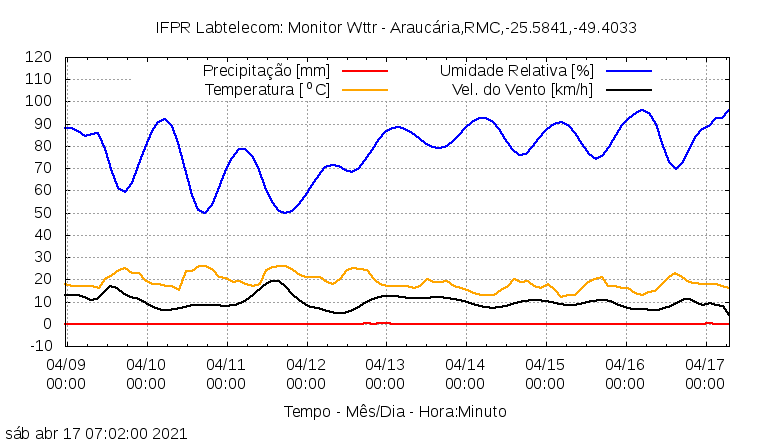 IFPR Labtelecom: Monitor Wttr - Araucária,RMC,-25.5841,-49.4033
Precipitação [mm]
Temperatura [⁰C]
Umidade Relativa [%]
Vel. do Vento [km/h]
120
110
100
90
80
70
60
50
40
30
20
10
0
-10
04/09 04/10 04/11 04/12 04/13 04/14 04/15 04/16 04/17
00:00 00:00 00:00 00:00 00:00 00:00 00:00 00:00 00:00
Tempo - Mês/Dia - Hora:Minuto
sáb abr 17 07:02:00 2021